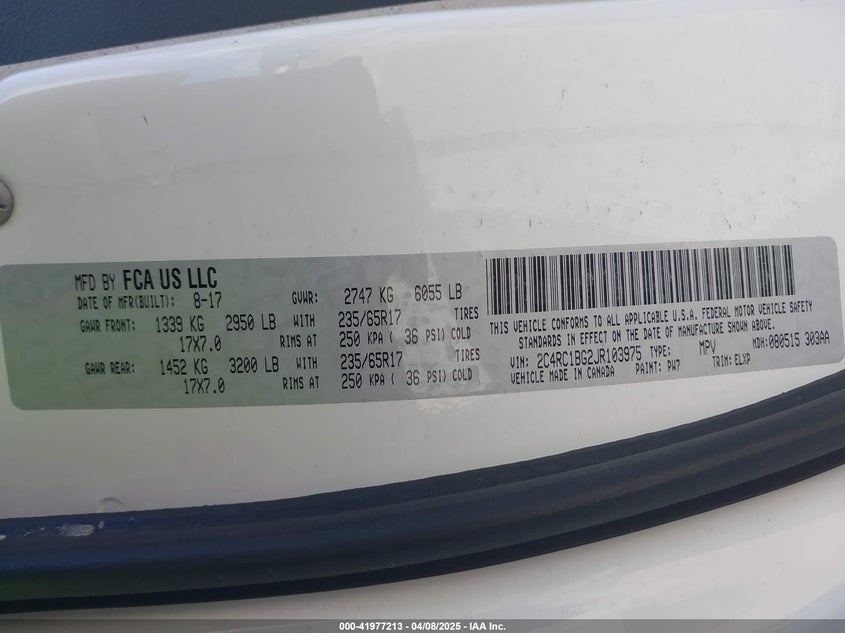 MFD BY FCA US LLC
DATE OF MFR(BUILT): 8-17 GVWR: 2747 KG 6055 LB
GAWR FRONT: 1339 KG 2950 LB WITH 235/65R17 TIRES
17X7.0 RIMS AT 250 KPA ( 36 PSI) COLD
GAWR REAR: 1452 KG 3200 LB WITH 235/65R17 TIRES
17X7.0 RIMS AT 250 KPA ( 36 PSI) COLD
THIS VEHICLE CONFORMS TO ALL APPLICABLE U.S.A. FEDERAL MOTOR VEHICLE SAFETY
STANDARDS IN EFFECT ON THE DATE OF MANUFACTURE SHOWN ABOVE.
VIN: 2C4RC1BG2JR103975 TYPE: MPV MDH: 080515 303AA
VEHICLE MADE IN CANADA PAINT: PW7 TRIM: ELXP
000-41977213 - 04/08/2025 - IAA Inc.